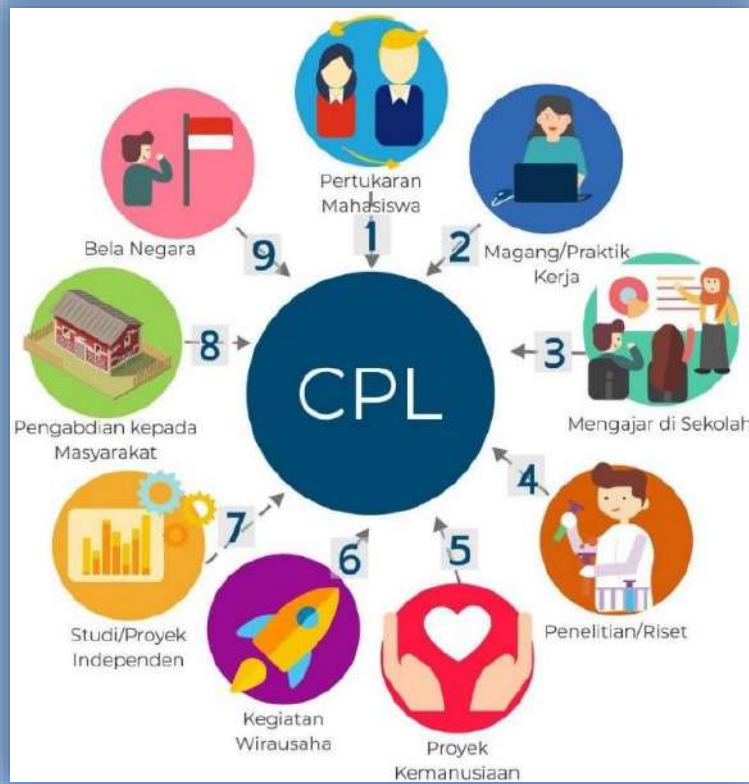 Pertukaran
Mahasiswa
1
Magang/Praktik
Kerja
2
Mengajar di Sekolah
3
Penelitian/Riset
4
Proyek
Kemanusiaan
5
Kegiatan
Wirausaha
6
Studi/Proyek
Independen
7
Pengabdian kepada
Masyarakat
8
Bela Negara
9
CPL